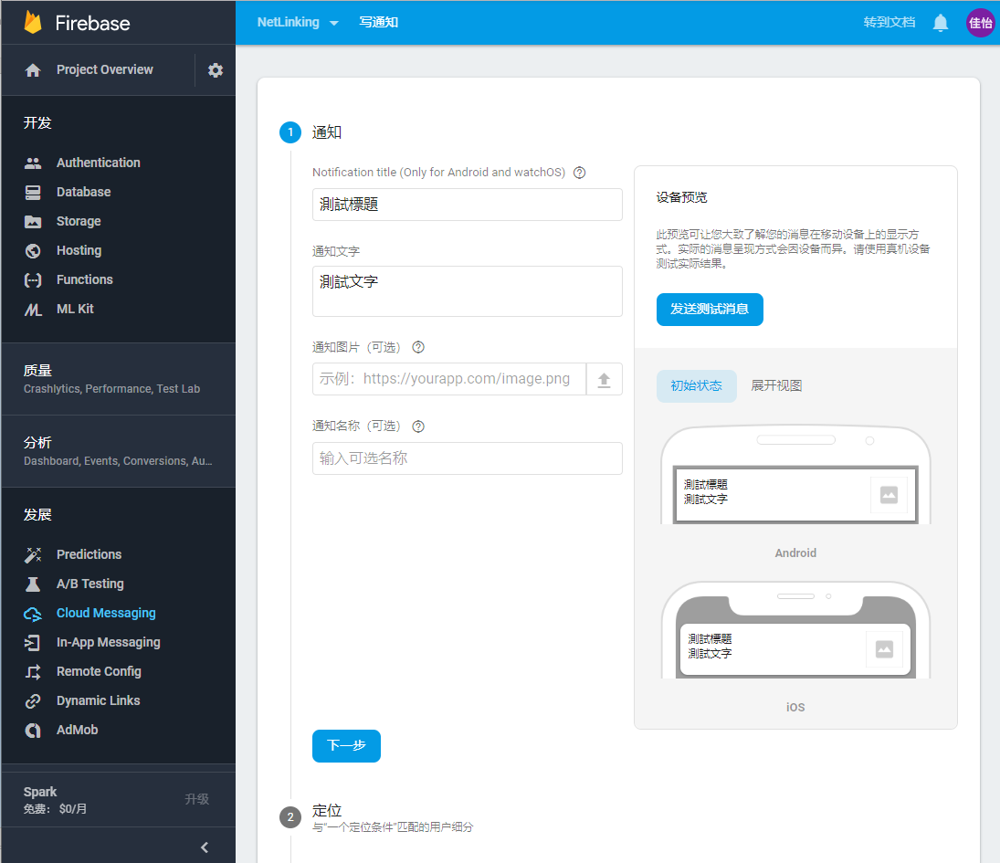 Firebase
NetLinking
写通知
转到文档
佳怡
Project Overview
开发
Authentication
Database
Storage
Hosting
Functions
ML Kit
质量
Crashlytics, Performance, Test Lab
分析
Dashboard, Events, Conversions, Au...
发展
Predictions
A/B Testing
Cloud Messaging
In-App Messaging
Remote Config
Dynamic Links
AdMob
Spark
免费： $0/月
升级
1
通知
Notification title (Only for Android and watchOS)
測試標題
通知文字
測試文字
通知图片（可选）
示例：https://yourapp.com/image.png
通知名称（可选）
输入可选名称
设备预览
此预览可让您大致了解您的消息在移动设备上的显示方
式。实际的消息呈现方式会因设备而异。请使用真机设备
测试实际结果。
发送测试消息
初始状态
展开视图
測試標題
測試文字
Android
測試標題
測試文字
iOS
下一步
2
定位
与"一个定位条件"匹配的用户细分